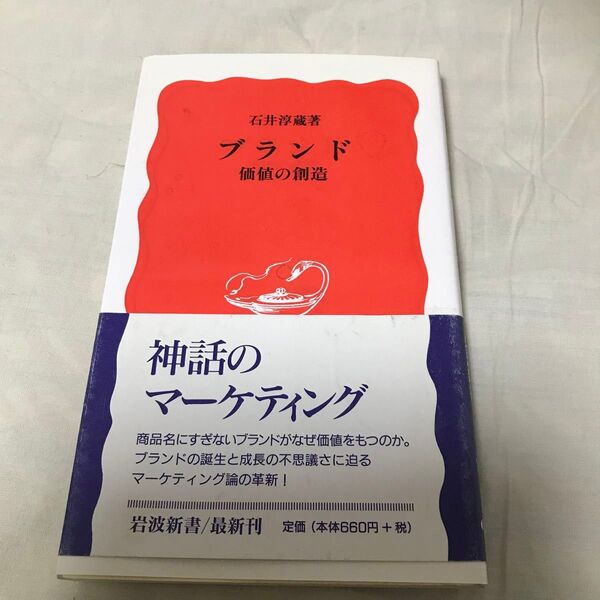 石井淳蔵著
ブランド
価値の創造
神話の
マーケティング
商品名にすぎないブランドがなぜ価値をもつのか。
ブランドの誕生と成長の不思議さに迫る
マーケティング論の革新！
岩波新書/最新刊 定価（本体660円＋税）